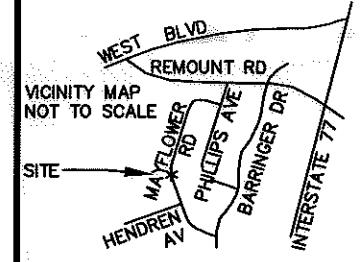 WEST BLVD
REMOUNT RD
VICINITY MAP
NOT TO SCALE
MAYFLOWER
RD
PHILLIPS AVE
BARRINGER DR
INTERSTATE 77
SITE
HENDREN
AV